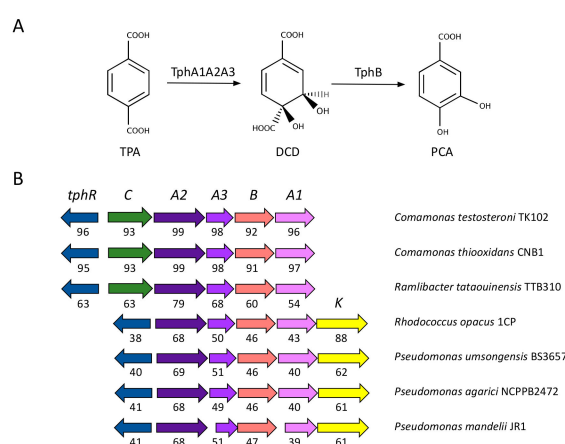 A
COOH
COOH
TPA
TphA1A2A3
COOH
H
OH
HOOC
OH
DCD
TphB
COOH
OH
OH
PCA
B
tphR C A2 A3 B A1
96 93 99 98 92 96 Comamonas testosteroni TK102
95 93 99 98 91 97 Comamonas thiooxidans CNB1
63 63 79 68 60 54 Ramlibacter tataouinensis TTB310
K
38 68 50 46 43 88 Rhodococcus opacus 1CP
40 69 51 46 40 62 Pseudomonas umsongensis BS3657
41 68 49 46 40 61 Pseudomonas agarici NCPPB2472
41 68 51 47 39 61 Pseudomonas mandelii JR1